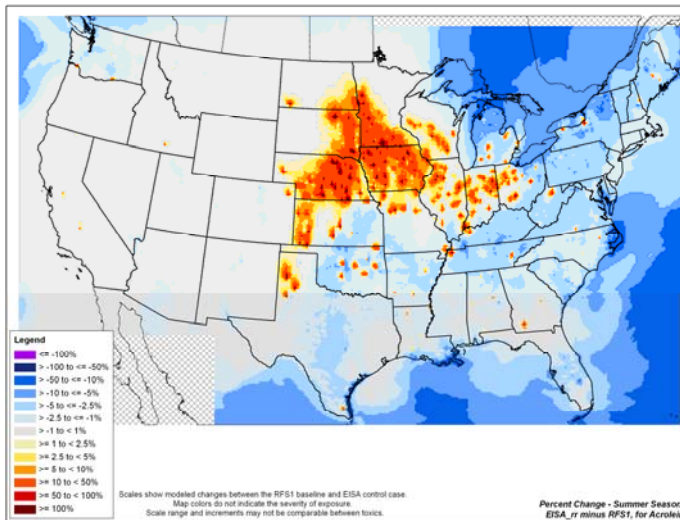 Legend
<= -100%
> -100 to <= -50%
> -50 to <= -10%
> -10 to <= -5%
> -5 to <= -2.5%
> -2.5 to <= -1%
> -1 to < 1%
>= 1 to < 2.5%
>= 2.5 to < 5%
>= 5 to < 10%
>= 10 to < 50%
>= 50 to < 100%
>= 100%
Scales show modeled changes between the RFS1 baseline and EISA control case.
Map colors do not indicate the severity of exposure.
Scale range and increments may not be comparable between toxics.
Percent Change - Summer Season
EISA_rr minus RFS1, for Acrolein